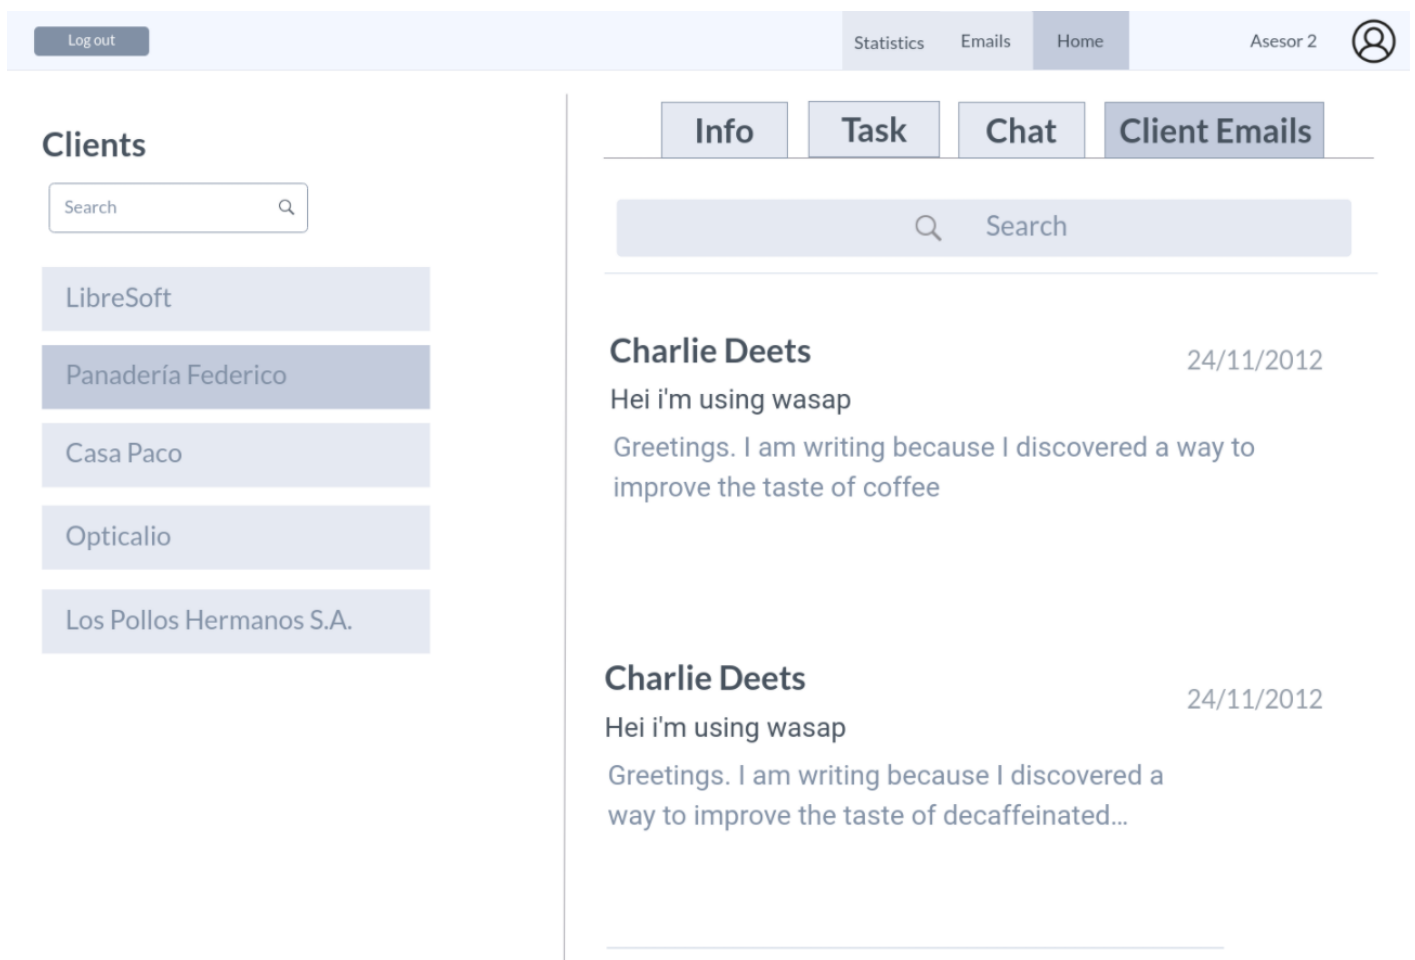 Log out
Statistics
Emails
Home
Asesor 2
Clients
Search
LibreSoft
Panadería Federico
Casa Paco
Opticalio
Los Pollos Hermanos S.A.
Info
Task
Chat
Client Emails
Search
Charlie Deets
24/11/2012
Hei i'm using wasap
Greetings. I am writing because I discovered a way to
improve the taste of coffee
Charlie Deets
24/11/2012
Hei i'm using wasap
Greetings. I am writing because I discovered a
way to improve the taste of decaffeinated...